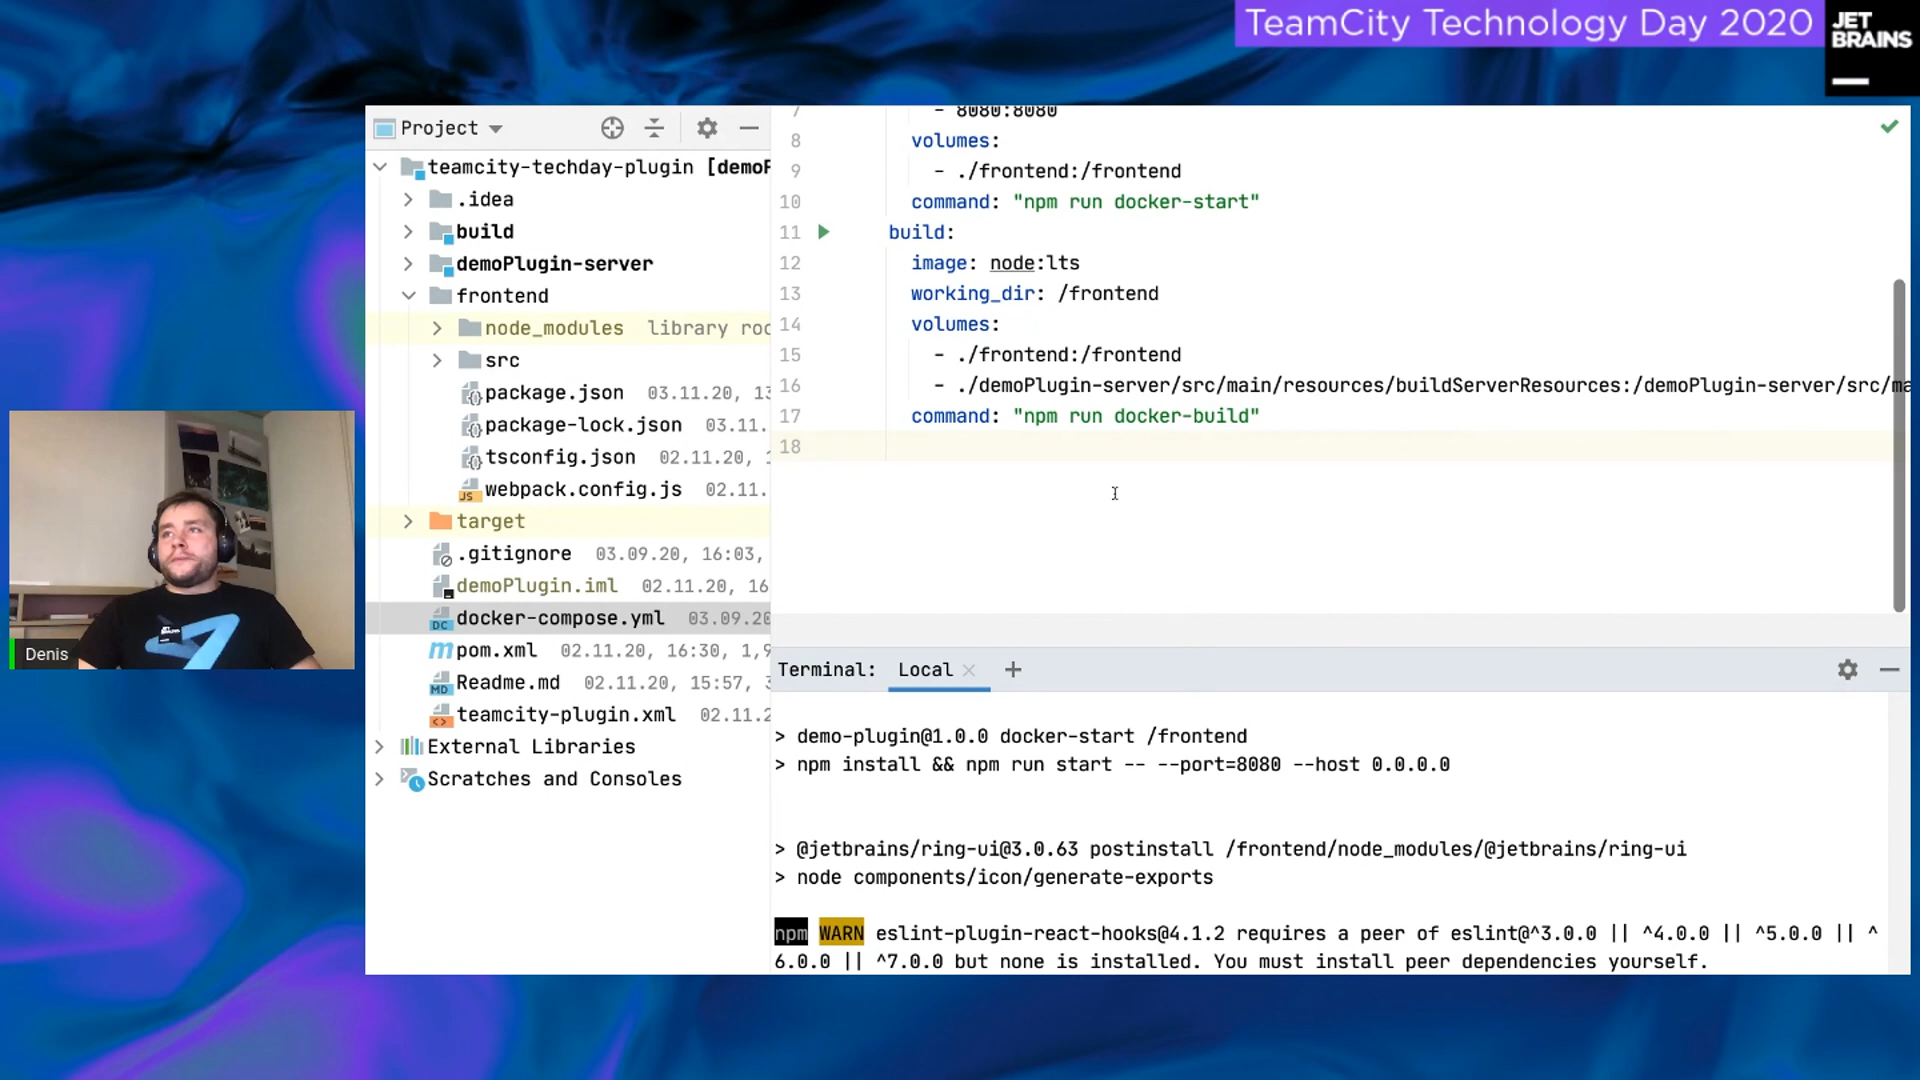 TeamCity Technology Day 2020
JET
BRAINS
Project
teamcity-techday-plugin [demoP
.idea
build
demoPlugin-server
frontend
node_modules library roo
src
package.json 03.11.20, 13
package-lock.json 03.11.
tsconfig.json 02.11.20, 1
webpack.config.js 02.11.
target
.gitignore 03.09.20, 16:03,
demoPlugin.iml 02.11.20, 16
docker-compose.yml 03.09.20
pom.xml 02.11.20, 16:30, 1,9
Readme.md 02.11.20, 15:57, 3
teamcity-plugin.xml 02.11.2
External Libraries
Scratches and Consoles
7 - 8080:8080
8 volumes:
9 - ./frontend:/frontend
10 command: "npm run docker-start"
11 build:
12 image: node:lts
13 working_dir: /frontend
14 volumes:
15 - ./frontend:/frontend
16 - ./demoPlugin-server/src/main/resources/buildServerResources:/demoPlugin-server/src/ma
17 command: "npm run docker-build"
18
Terminal: Local
> demo-plugin@1.0.0 docker-start /frontend
> npm install && npm run start -- --port=8080 --host 0.0.0.0
> @jetbrains/ring-ui@3.0.63 postinstall /frontend/node_modules/@jetbrains/ring-ui
> node components/icon/generate-exports
npm WARN eslint-plugin-react-hooks@4.1.2 requires a peer of eslint@^3.0.0 || ^4.0.0 || ^5.0.0 || ^
6.0.0 || ^7.0.0 but none is installed. You must install peer dependencies yourself.
Denis